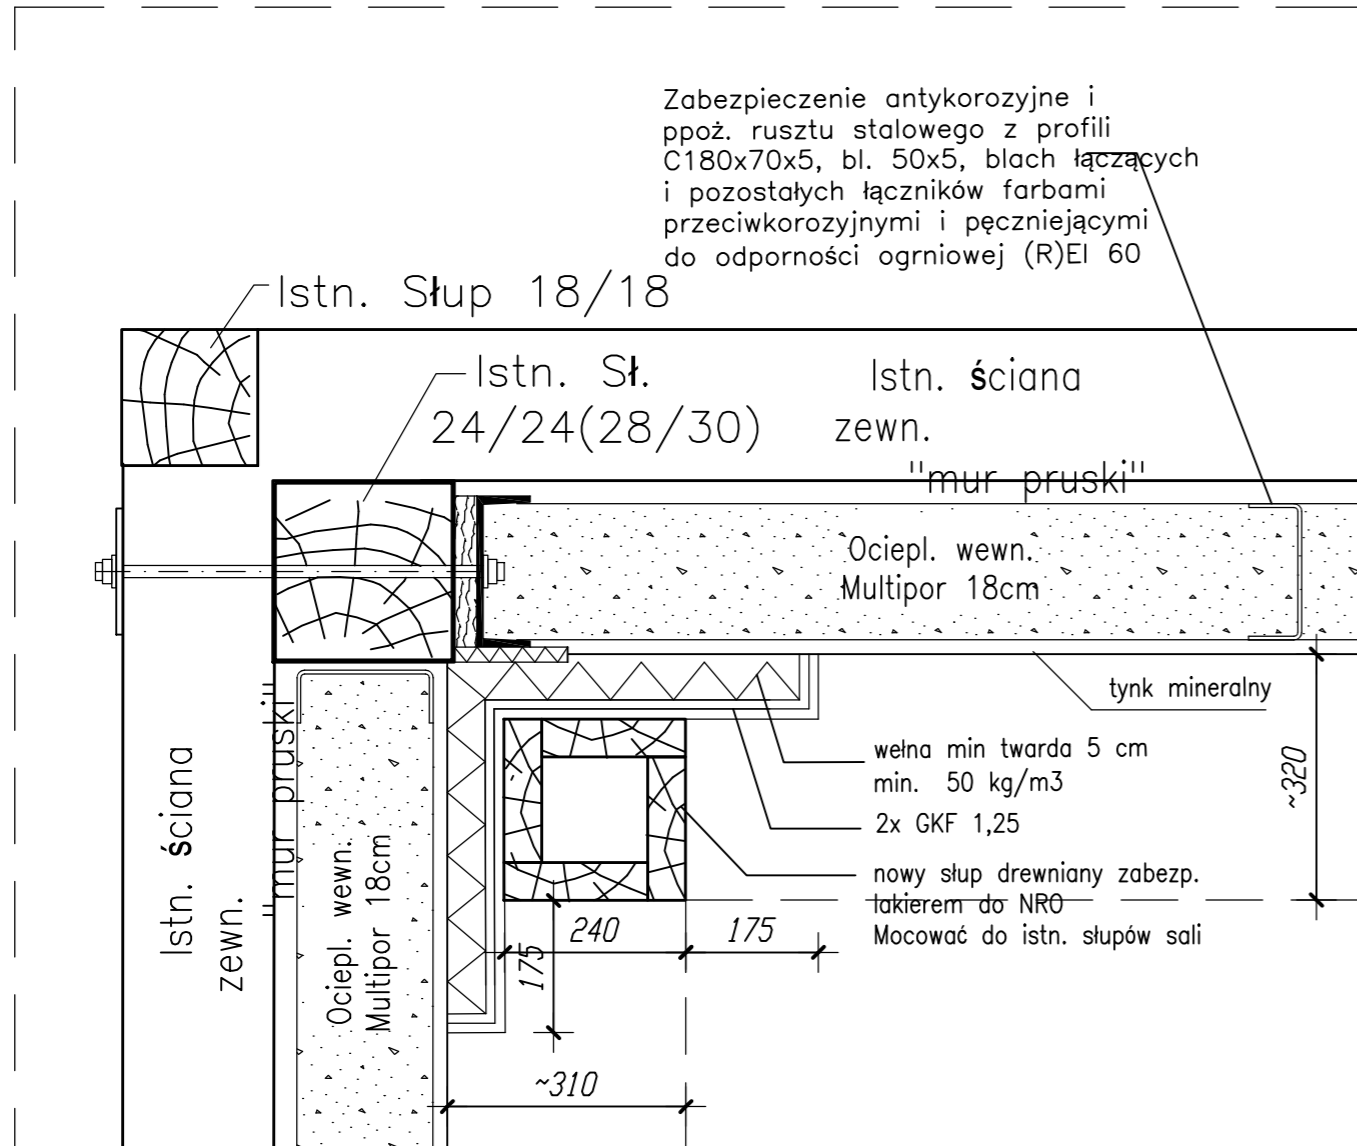 Zabezpieczenie antykorozyjne i
ppoż. rusztu stalowego z profili
C180x70x5, bl. 50x5, blach łączących
i pozostałych łączników farbami
przeciwkorozyjnymi i pęczniejącymi
do odporności ogrniowej (R)EI 60
Istn. Słup 18/18
Istn. Sł.
24/24(28/30)
Istn. ściana
zewn.
"mur pruski"
Ociepl. wewn.
Multipor 18cm
tynk mineralny
wełna min twarda 5 cm
min. 50 kg/m3
2x GKF 1,25
nowy słup drewniany zabezp.
lakierem do NRO
Mocować do istn. słupów sali
~320
240
175
175
~310
Istn. ściana
zewn.
"mur pruski"
Ociepl. wewn.
Multipor 18cm